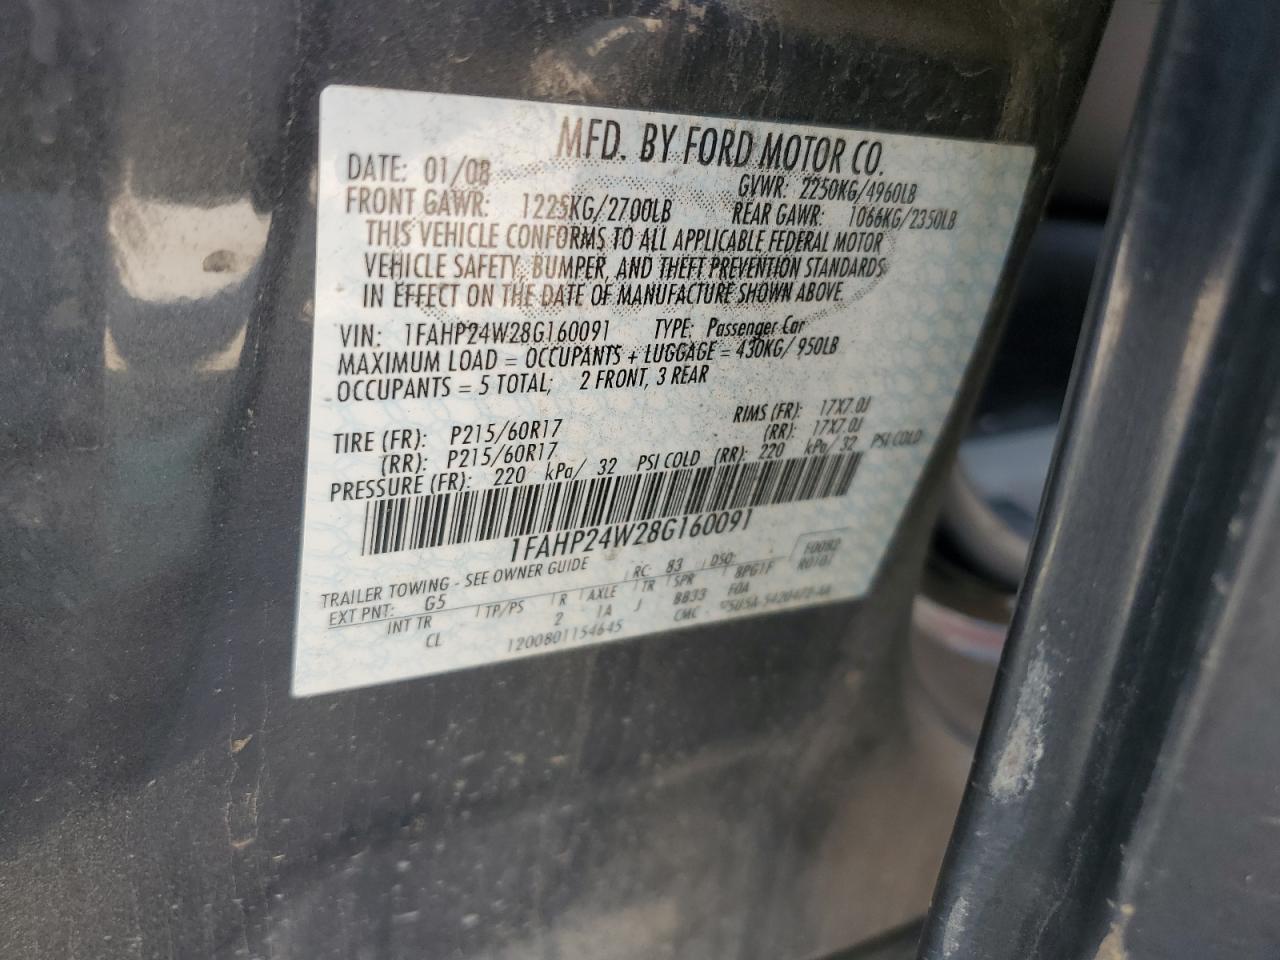 MFD. BY FORD MOTOR CO.
DATE: 01/08 GVWR: 2250KG/4960LB
FRONT GAWR: 1225KG/2700LB REAR GAWR: 1066KG/2350LB
THIS VEHICLE CONFORMS TO ALL APPLICABLE FEDERAL MOTOR
VEHICLE SAFETY, BUMPER, AND THEFT PREVENTION STANDARDS
IN EFFECT ON THE DATE OF MANUFACTURE SHOWN ABOVE.
VIN: 1FAHP24W28G160091 TYPE: Passenger Car
MAXIMUM LOAD = OCCUPANTS + LUGGAGE = 430KG/ 950LB
OCCUPANTS = 5 TOTAL; 2 FRONT, 3 REAR
TIRE (FR): P215/60R17 RIMS (FR): 17X7.0J
(RR): P215/60R17 (RR): 17X7.0J
PRESSURE (FR): 220 kPa/ 32 PSI COLD (RR): 220 kPa/ 32 PSI COLD
1FAHP24W28G160091
TRAILER TOWING - SEE OWNER GUIDE RC: 83 DSO: F0082
EXT PNT: G5 R0101
INT TR TP/PS R AXLE TR SPR 8PG1F
CL 2 1A J BB33 FOA
1200801154645 CMC